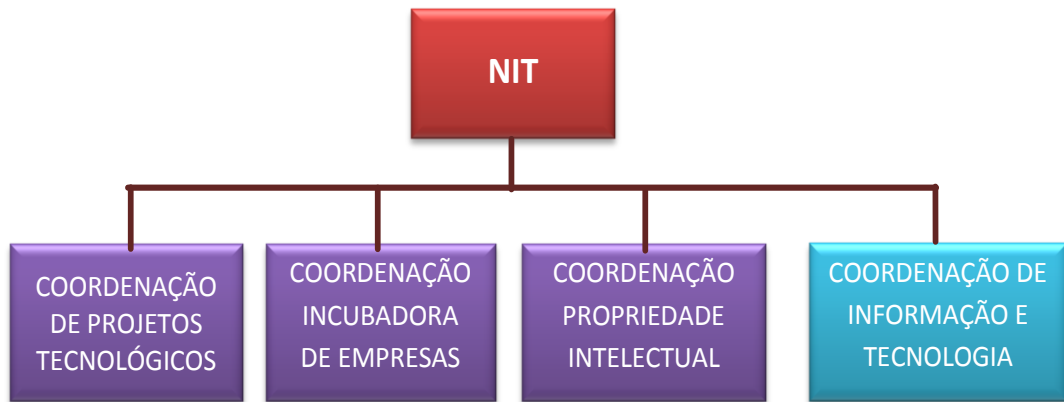 NIT
COORDENAÇÃO
DE PROJETOS
TECNOLÓGICOS
COORDENAÇÃO
INCUBADORA
DE EMPRESAS
COORDENAÇÃO
PROPRIEDADE
INTELECTUAL
COORDENAÇÃO DE
INFORMAÇÃO E
TECNOLOGIA